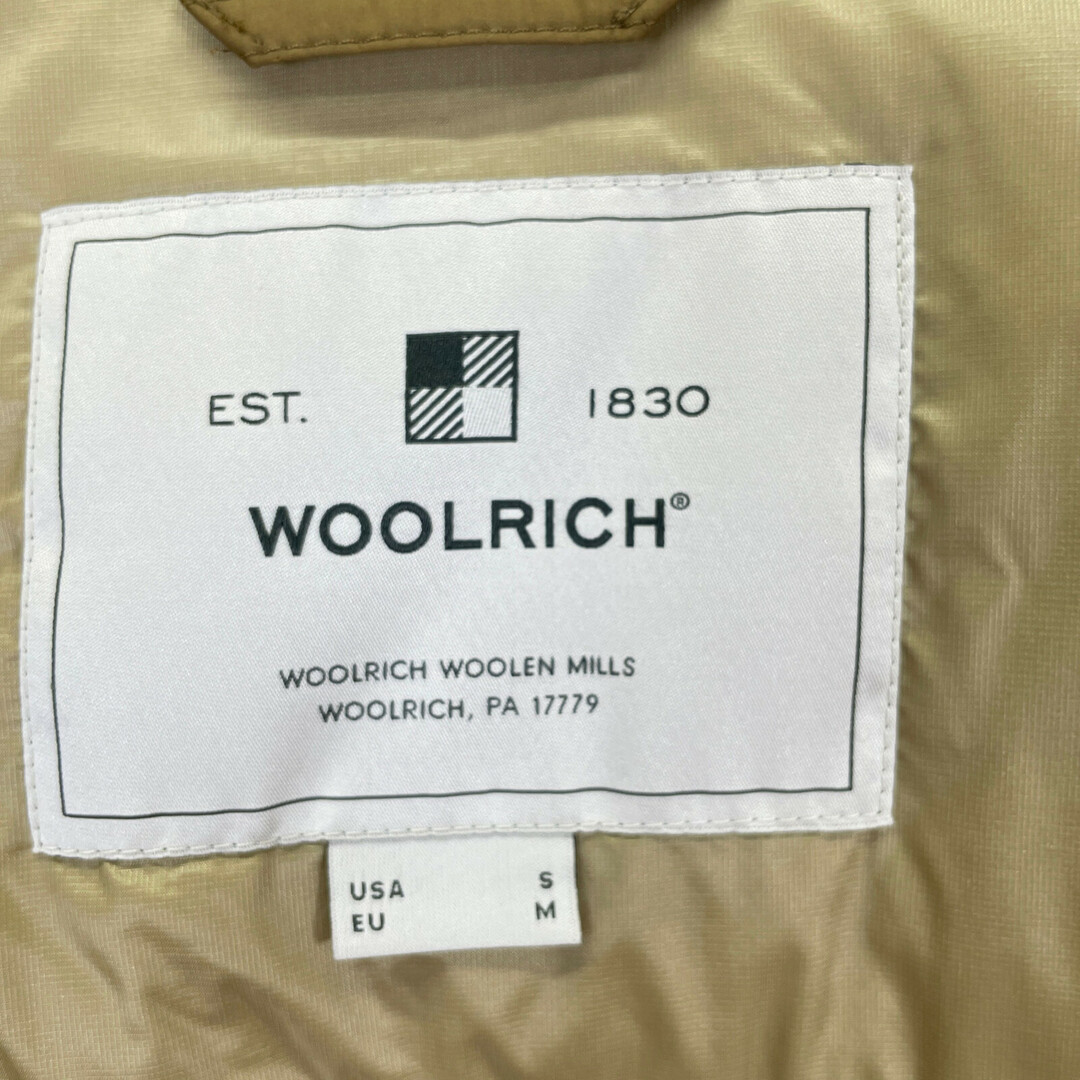 EST. 1830
WOOLRICH®
WOOLRICH WOOLEN MILLS
WOOLRICH, PA 17779
USA S
EU M